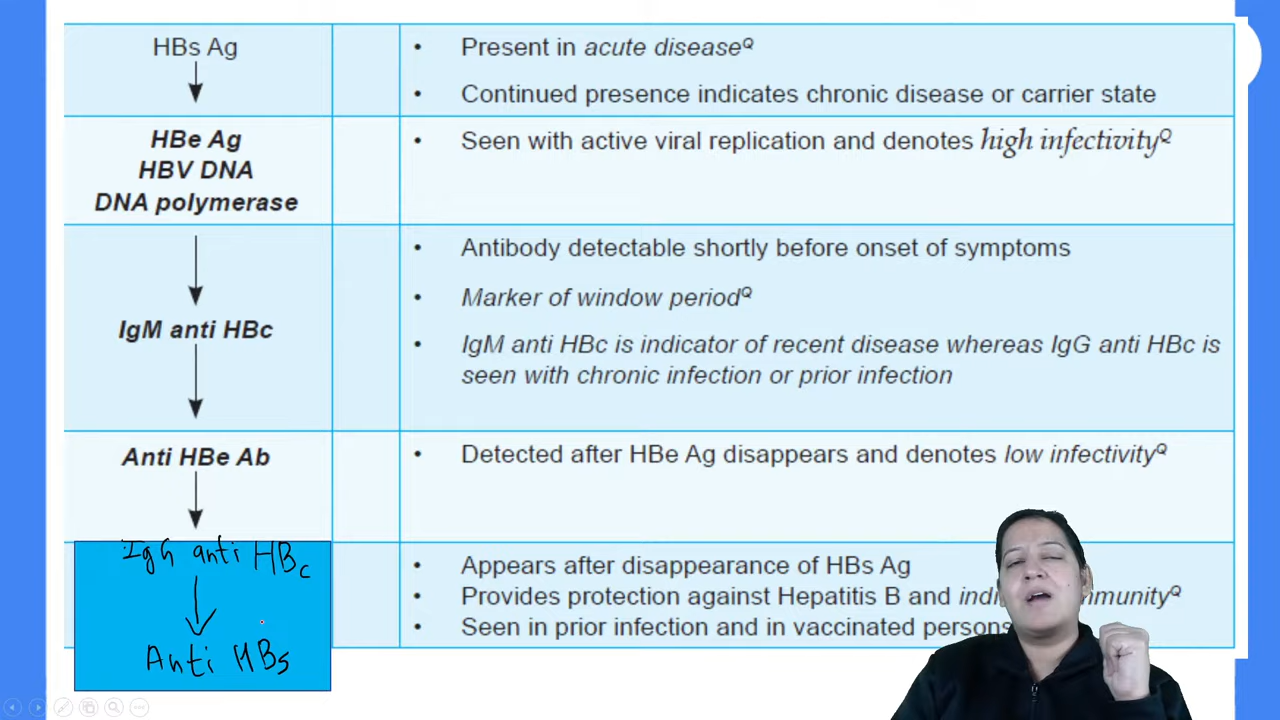 HBs Ag
• Present in acute diseaseQ
• Continued presence indicates chronic disease or carrier state
HBe Ag
HBV DNA
DNA polymerase
• Seen with active viral replication and denotes high infectivityQ
IgM anti HBc
• Antibody detectable shortly before onset of symptoms
• Marker of window periodQ
• IgM anti HBc is indicator of recent disease whereas IgG anti HBc is
seen with chronic infection or prior infection
Anti HBe Ab
• Detected after HBe Ag disappears and denotes low infectivityQ
IgG anti HBc
Anti HBs
• Appears after disappearance of HBs Ag
• Provides protection against Hepatitis B and
• Seen in prior infection and in vaccinated persons